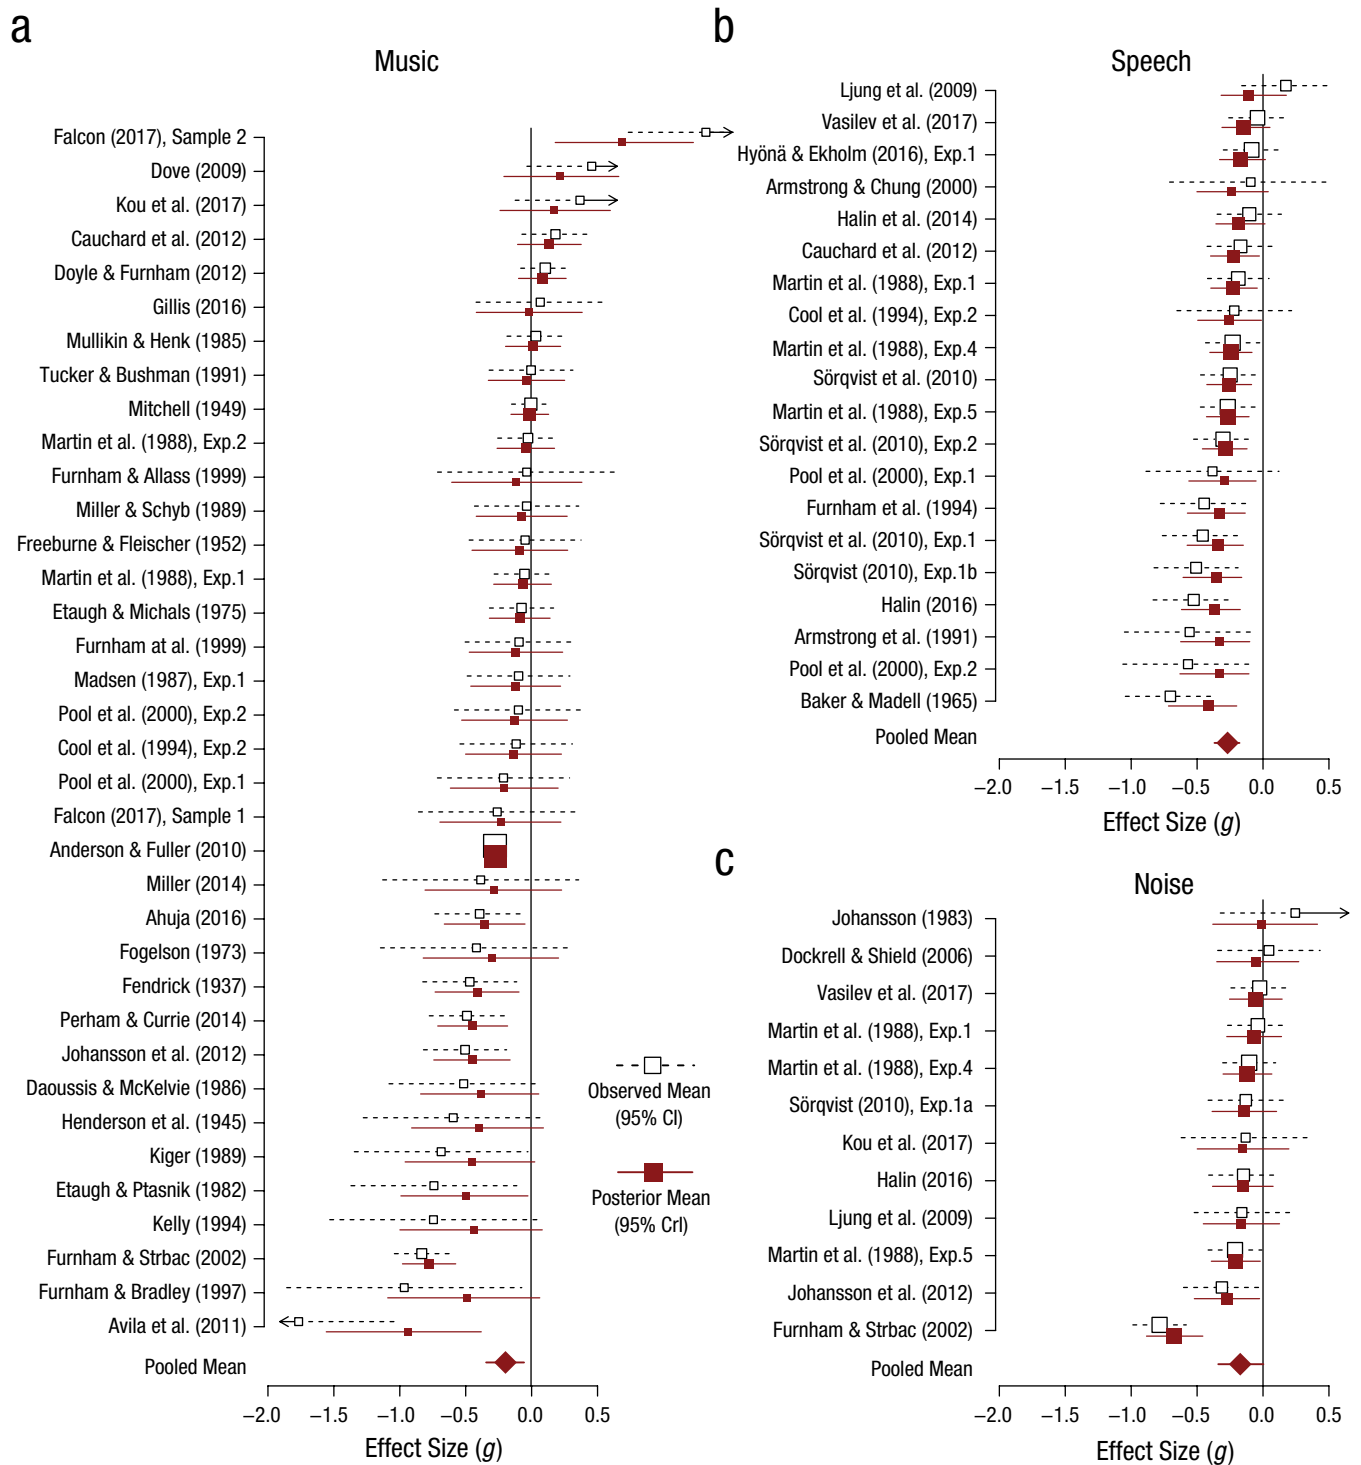 a
Music
Falcon (2017), Sample 2
Dove (2009)
Kou et al. (2017)
Cauchard et al. (2012)
Doyle & Furnham (2012)
Gillis (2016)
Mullikin & Henk (1985)
Tucker & Bushman (1991)
Mitchell (1949)
Martin et al. (1988), Exp.2
Furnham & Allass (1999)
Miller & Schyb (1989)
Freeburne & Fleischer (1952)
Martin et al. (1988), Exp.1
Etaugh & Michals (1975)
Furnham at al. (1999)
Madsen (1987), Exp.1
Pool et al. (2000), Exp.2
Cool et al. (1994), Exp.2
Pool et al. (2000), Exp.1
Falcon (2017), Sample 1
Anderson & Fuller (2010)
Miller (2014)
Ahuja (2016)
Fogelson (1973)
Fendrick (1937)
Perham & Currie (2014)
Johansson et al. (2012)
Daoussis & McKelvie (1986)
Henderson et al. (1945)
Kiger (1989)
Etaugh & Ptasnik (1982)
Kelly (1994)
Furnham & Strbac (2002)
Furnham & Bradley (1997)
Avila et al. (2011)
Pooled Mean
−2.0 −1.5 −1.0 −0.5 0.0 0.5
Effect Size (g)
Observed Mean
(95% CI)
Posterior Mean
(95% CrI)
b
Speech
Ljung et al. (2009)
Vasilev et al. (2017)
Hyönä & Ekholm (2016), Exp.1
Armstrong & Chung (2000)
Halin et al. (2014)
Cauchard et al. (2012)
Martin et al. (1988), Exp.1
Cool et al. (1994), Exp.2
Martin et al. (1988), Exp.4
Sörqvist et al. (2010)
Martin et al. (1988), Exp.5
Sörqvist et al. (2010), Exp.2
Pool et al. (2000), Exp.1
Furnham et al. (1994)
Sörqvist et al. (2010), Exp.1
Sörqvist (2010), Exp.1b
Halin (2016)
Armstrong et al. (1991)
Pool et al. (2000), Exp.2
Baker & Madell (1965)
Pooled Mean
−2.0 −1.5 −1.0 −0.5 0.0 0.5
Effect Size (g)
c
Noise
Johansson (1983)
Dockrell & Shield (2006)
Vasilev et al. (2017)
Martin et al. (1988), Exp.1
Martin et al. (1988), Exp.4
Sörqvist (2010), Exp.1a
Kou et al. (2017)
Halin (2016)
Ljung et al. (2009)
Martin et al. (1988), Exp.5
Johansson et al. (2012)
Furnham & Strbac (2002)
Pooled Mean
−2.0 −1.5 −1.0 −0.5 0.0 0.5
Effect Size (g)